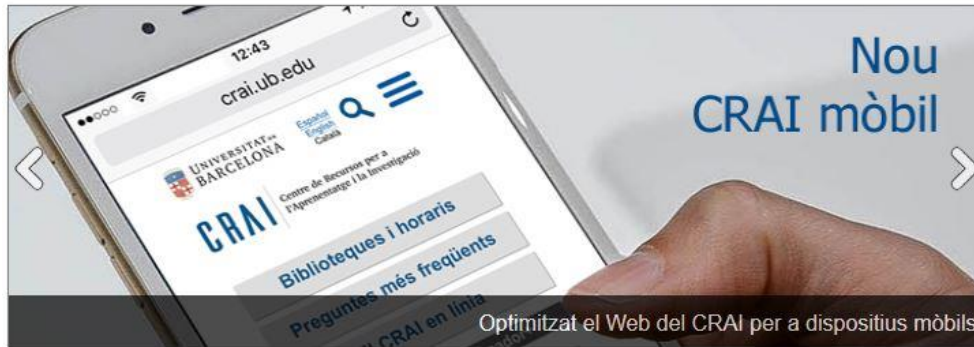 12:43
crai.ub.edu
UNIVERSITAT DE
BARCELONA
Español
English
Català
CRAI
Centre de Recursos per a
l'Aprenentatge i la Investigació
Biblioteques i horaris
Preguntes més freqüents
CRAI en línia
Nou
CRAI mòbil
Optimitzat el Web del CRAI per a dispositius mòbils